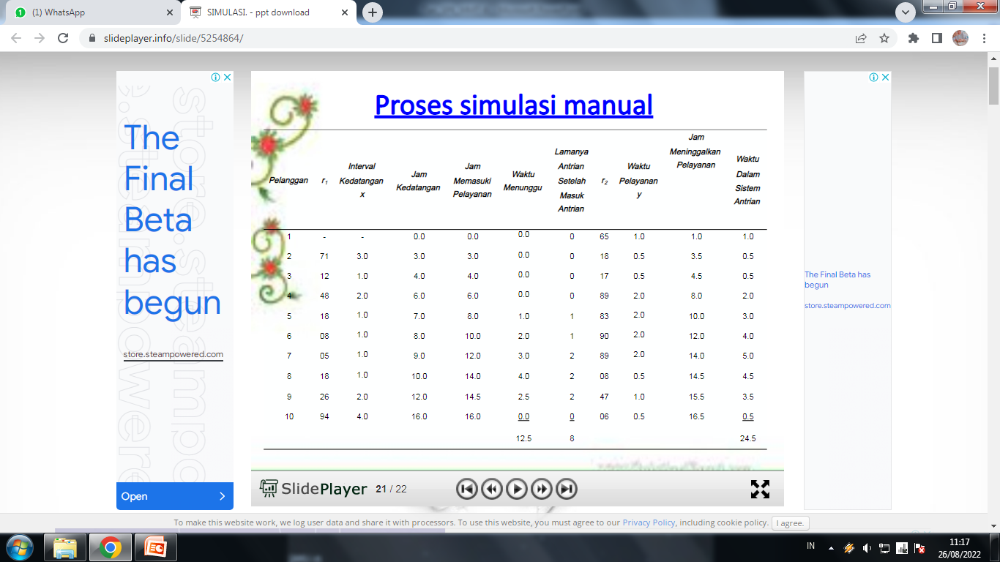 (1) WhatsApp
SIMULASI. - ppt download
slideplayer.info/slide/5254864/
The
Final
Beta
has
begun
store.steampowered.com
Open
Proses simulasi manual
Pelanggan r1 Interval Kedatangan x Jam Kedatangan Jam Memasuki Pelayanan Waktu Menunggu Lamanya Antrian Setelah Masuk Antrian r2 Waktu Pelayanan y Jam Meninggalkan Pelayanan Waktu Dalam Sistem Antrian
1 - - 0.0 0.0 0.0 0 65 1.0 1.0 1.0
2 71 3.0 3.0 3.0 0.0 0 18 0.5 3.5 0.5
3 12 1.0 4.0 4.0 0.0 0 17 0.5 4.5 0.5
4 48 2.0 6.0 6.0 0.0 0 89 2.0 8.0 2.0
5 18 1.0 7.0 8.0 1.0 1 83 2.0 10.0 3.0
6 08 1.0 8.0 10.0 2.0 1 90 2.0 12.0 4.0
7 05 1.0 9.0 12.0 3.0 2 89 2.0 14.0 5.0
8 18 1.0 10.0 14.0 4.0 2 08 0.5 14.5 4.5
9 26 2.0 12.0 14.5 2.5 2 47 1.0 15.5 3.5
10 94 4.0 16.0 16.0 0.0 0 06 0.5 16.5 0.5
12.5 8 24.5
SlidePlayer 21 / 22
The Final Beta has
begun
store.steampowered.com
To make this website work, we log user data and share it with processors. To use this website, you must agree to our Privacy Policy, including cookie policy. I agree.
IN
11:17
26/08/2022